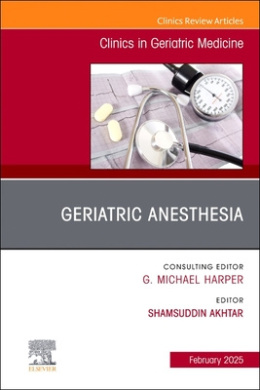 Clinics Review Articles
Clinics in Geriatric Medicine
GERIATRIC ANESTHESIA
CONSULTING EDITOR
G. MICHAEL HARPER
EDITOR
SHAMSUDDIN AKHTAR
ELSEVIER
February 2025